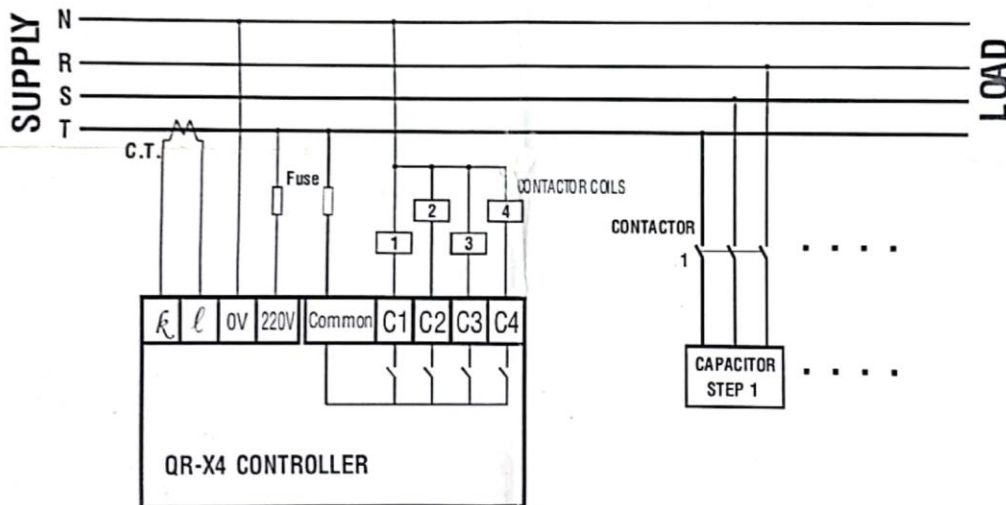 SUPPLY
N
R
S
T
LOAD
C.T.
Fuse
CONTACTOR COILS
1
2
3
4
CONTACTOR
1
k
l
0V
220V
Common
C1
C2
C3
C4
CAPACITOR
STEP 1
QR-X4 CONTROLLER